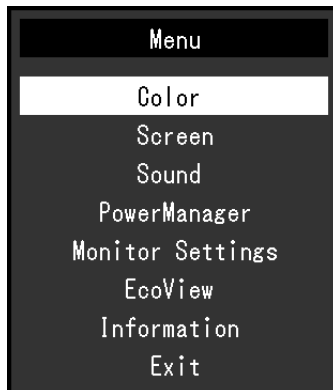 Menu
Color
Screen
Sound
PowerManager
Monitor Settings
EcoView
Information
Exit